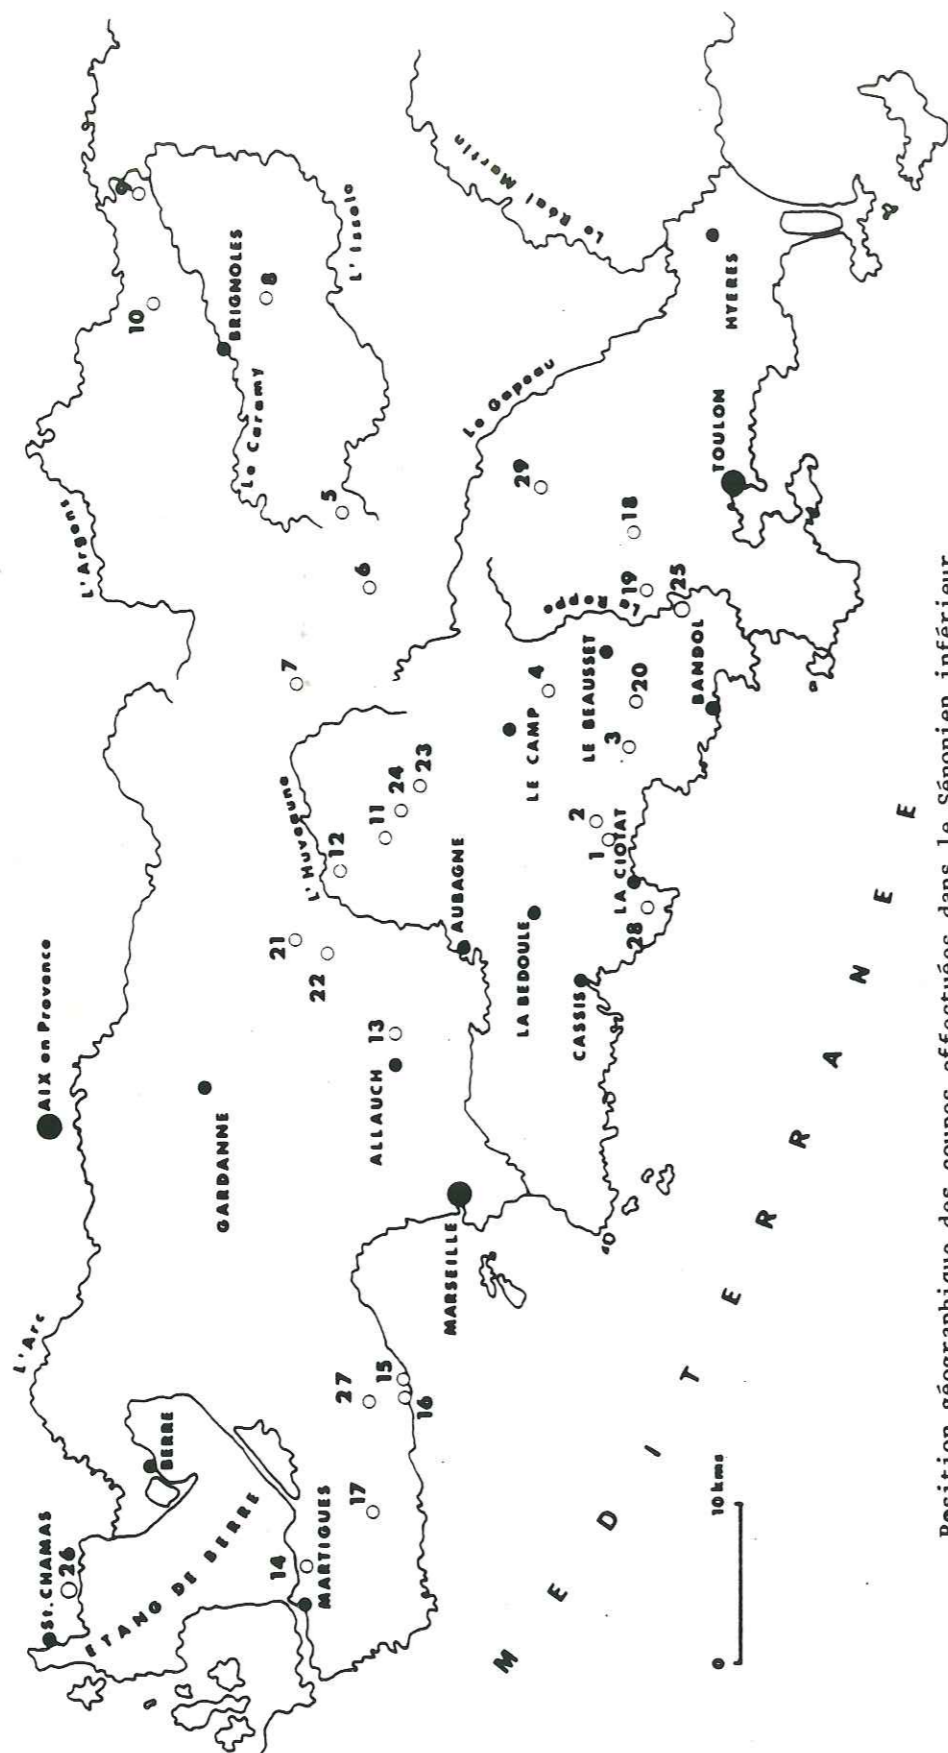 L'Argens
L'Arc
AIX en Provence
St. CHAMAS
26
BERRE
ETANG DE BERRE
GARDANNE
10
9
BRIGNOLES
Le Caramy
8
L'Issole
5
6
7
L'Huveaune
12
21
22
11
24
23
14
MARTIGUES
17
27
15
16
ALLAUCH
13
MARSEILLE
AUBAGNE
Le Réal Martin
Le Gapeau
29
4
LE CAMP
LA BEDOULE
CASSIS
LE BEAUSSET
Le Reppe
18
19
25
20
3
2
1
LA CIOTAT
28
BANDOL
TOULON
HYERES
MEDITERRANEE
0 10 kms
Position géographique des coupes effectuées dans le Sénonien inférieur